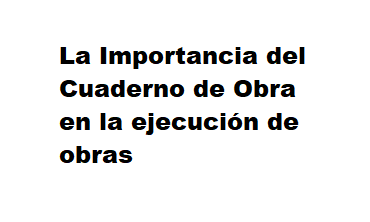 La Importancia del
Cuaderno de Obra
en la ejecución de
obras